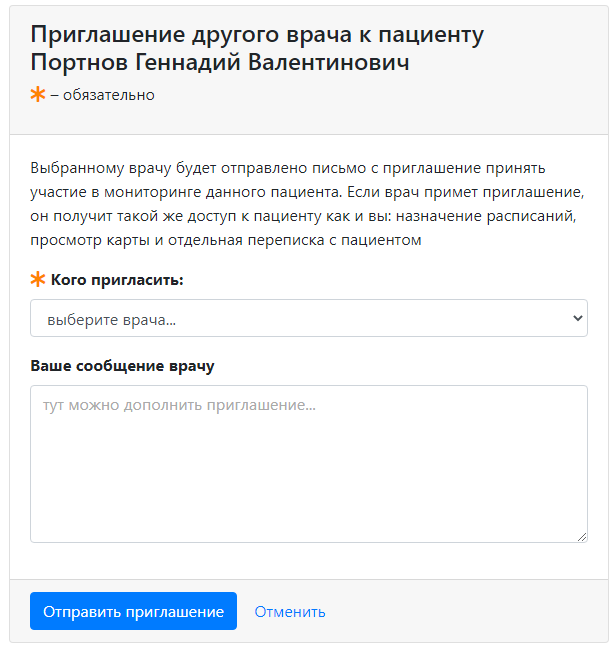 Приглашение другого врача к пациенту
Портнов Геннадий Валентинович
* – обязательно
Выбранному врачу будет отправлено письмо с приглашение принять
участие в мониторинге данного пациента. Если врач примет приглашение,
он получит такой же доступ к пациенту как и вы: назначение расписаний,
просмотр карты и отдельная переписка с пациентом
* Кого пригласить:
выберите врача...
Ваше сообщение врачу
тут можно дополнить приглашение...
Отправить приглашение Отменить